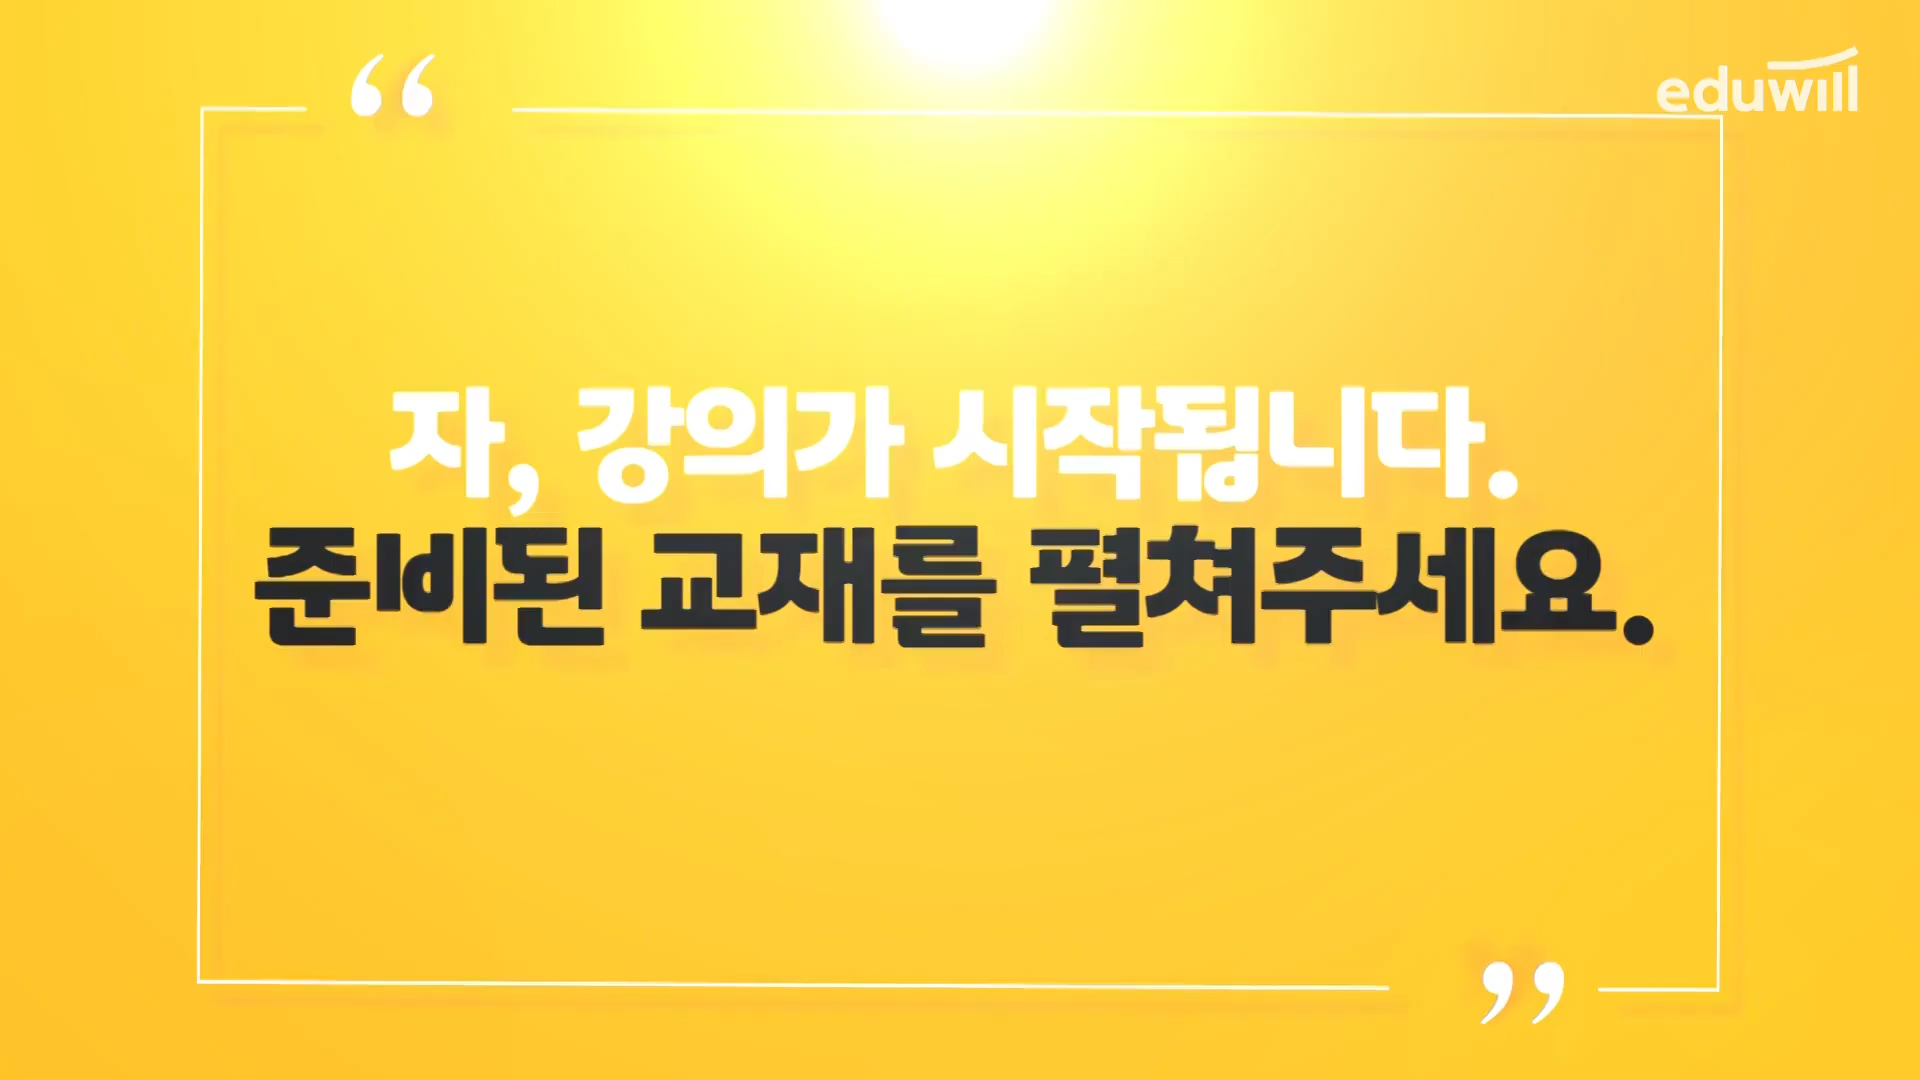 eduwill
“
자, 강의가 시작됩니다.
준비된 교재를 펼쳐주세요.
”